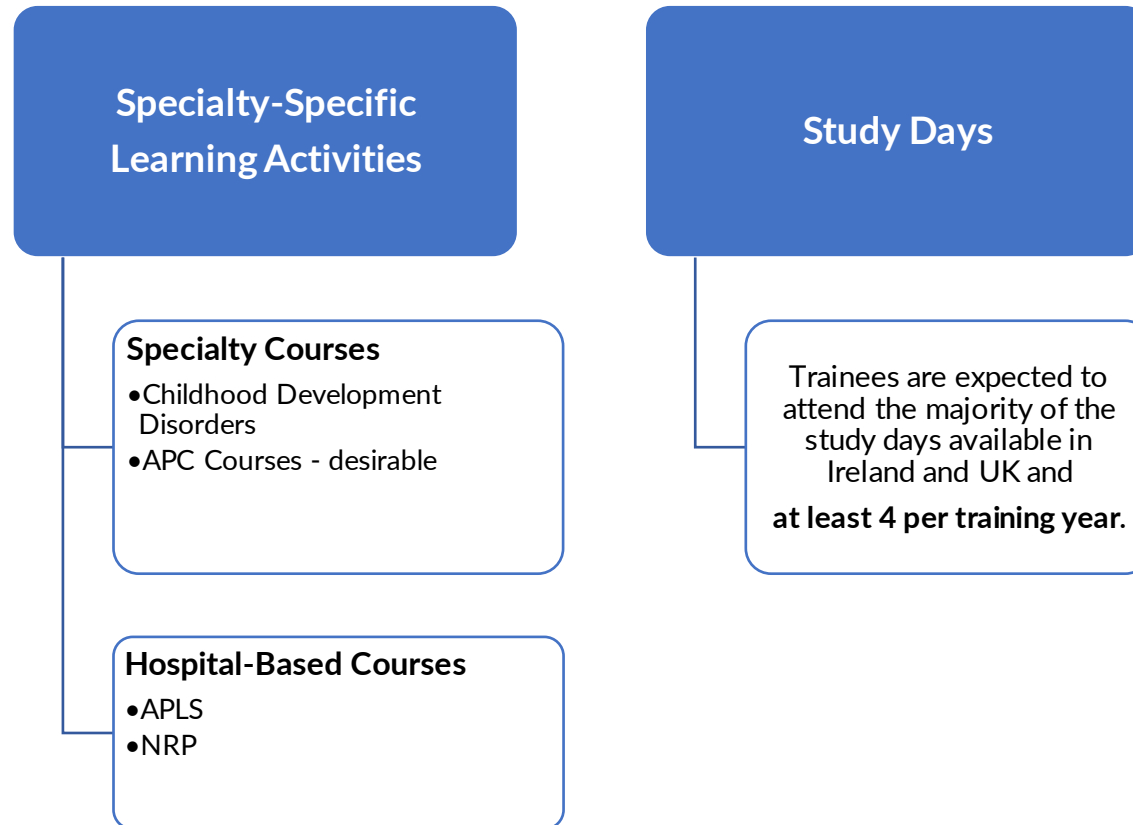 Specialty-Specific
Learning Activities
Specialty Courses
•Childhood Development
Disorders
•APC Courses - desirable
Hospital-Based Courses
•APLS
•NRP
Study Days
Trainees are expected to
attend the majority of the
study days available in
Ireland and UK and
at least 4 per training year.